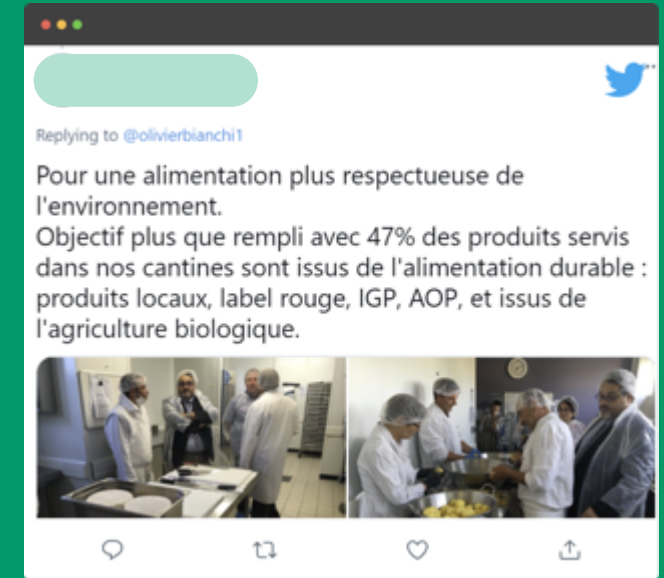 Replying to @olivierbianchi1
Pour une alimentation plus respectueuse de
l'environnement.
Objectif plus que rempli avec 47% des produits servis
dans nos cantines sont issus de l'alimentation durable :
produits locaux, label rouge, IGP, AOP, et issus de
l'agriculture biologique.